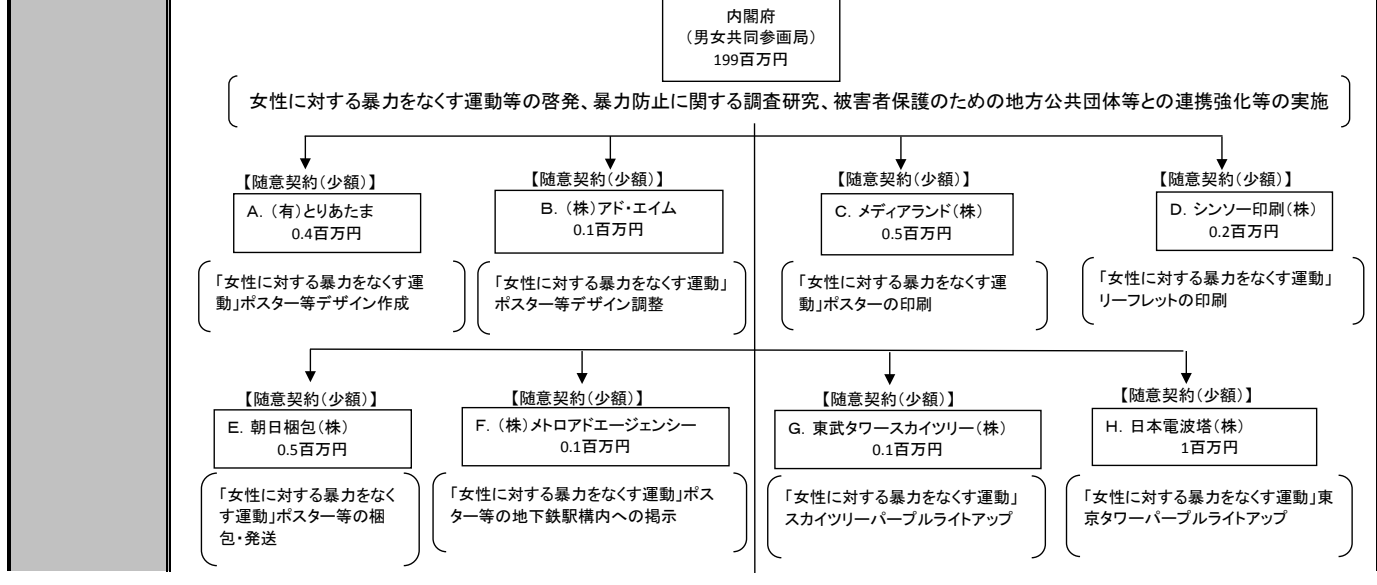 内閣府
（男女共同参画局）
199百万円
女性に対する暴力をなくす運動等の啓発、暴力防止に関する調査研究、被害者保護のための地方公共団体等との連携強化等の実施
【随意契約（少額）】
A．（有）とりあたま
0.4百万円
「女性に対する暴力をなくす運
動」ポスター等デザイン作成
【随意契約（少額）】
B．（株）アド・エイム
0.1百万円
「女性に対する暴力をなくす運動」
ポスター等デザイン調整
【随意契約（少額）】
C．メディアランド（株）
0.5百万円
「女性に対する暴力をなくす運
動」ポスターの印刷
【随意契約（少額）】
D．シンソー印刷（株）
0.2百万円
「女性に対する暴力をなくす運動」
リーフレットの印刷
【随意契約（少額）】
E．朝日梱包（株）
0.5百万円
「女性に対する暴力をなく
す運動」ポスター等の梱
包・発送
【随意契約（少額）】
F．（株）メトロアドエージェンシー
0.1百万円
「女性に対する暴力をなくす運動」ポス
ター等の地下鉄駅構内への掲示
【随意契約（少額）】
G．東武タワースカイツリー（株）
0.1百万円
「女性に対する暴力をなくす運動」
スカイツリーパープルライトアップ
【随意契約（少額）】
H．日本電波塔（株）
1百万円
「女性に対する暴力をなくす運動」東
京タワーパープルライトアップ